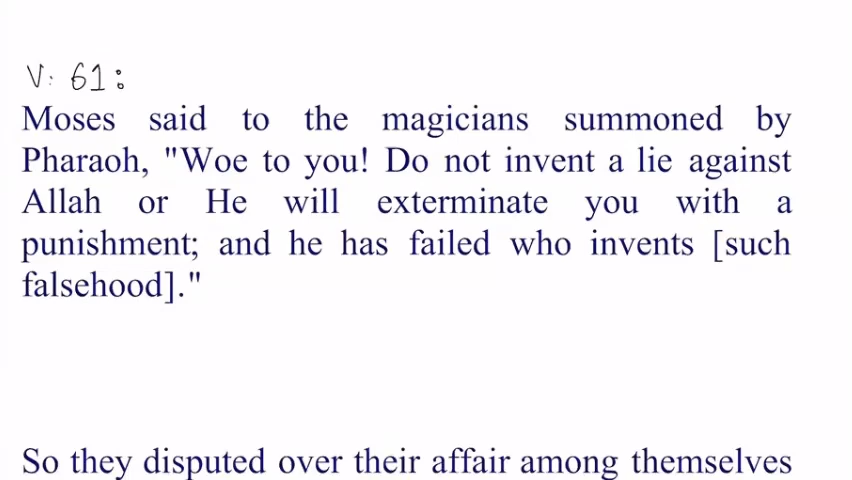 V: 61:
Moses said to the magicians summoned by
Pharaoh, "Woe to you! Do not invent a lie against
Allah or He will exterminate you with a
punishment; and he has failed who invents [such
falsehood]."
So they disputed over their affair among themselves